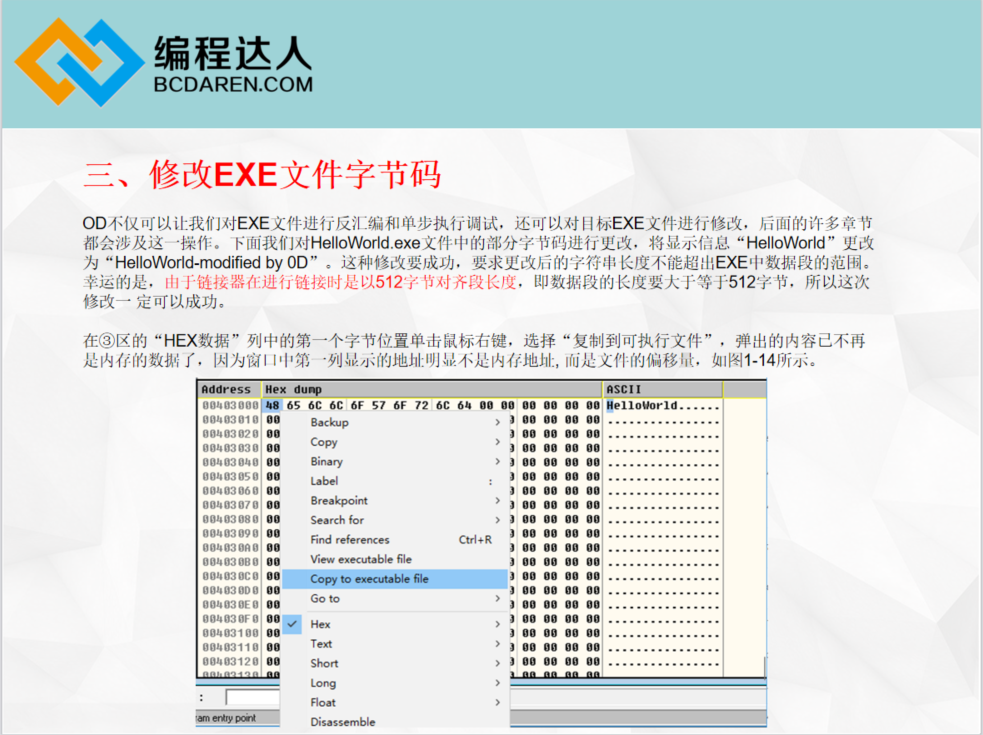 编程达人
BCDAREN.COM
三、修改EXE文件字节码
OD不仅可以让我们对EXE文件进行反汇编和单步执行调试，还可以对目标EXE文件进行修改，后面的许多章节
都会涉及这一操作。下面我们对HelloWorld.exe文件中的部分字节码进行更改，将显示信息“HelloWorld”更改
为“HelloWorld-modified by 0D”。这种修改要成功，要求更改后的字符串长度不能超出EXE中数据段的范围。
幸运的是，由于链接器在进行链接时是以512字节对齐段长度，即数据段的长度要大于等于512字节，所以这次
修改一 定可以成功。
在③区的“HEX数据”列中的第一个字节位置单击鼠标右键，选择“复制到可执行文件”，弹出的内容已不再
是内存的数据了，因为窗口中第一列显示的地址明显不是内存地址, 而是文件的偏移量，如图1-14所示。
Address Hex dump ASCII
00403000 48 65 6C 6C 6F 57 6F 72 6C 64 00 00 00 00 00 00 HelloWorld......
00403010 00 00 00 00 00 ................
00403020 00 00 00 00 00 ................
00403030 00 00 00 00 00 ................
00403040 00 00 00 00 00 ................
00403050 00 00 00 00 00 ................
00403060 00 00 00 00 00 ................
00403070 00 00 00 00 00 ................
00403080 00 00 00 00 00 ................
00403090 00 00 00 00 00 ................
004030A0 00 00 00 00 00 ................
004030B0 00 00 00 00 00 ................
004030C0 00 00 00 00 00 ................
004030D0 00 00 00 00 00 ................
004030E0 00 00 00 00 00 ................
004030F0 00 00 00 00 00 ................
00403100 00 00 00 00 00 ................
00403110 00 00 00 00 00 ................
00403120 00 00 00 00 00 ................
00403130 00 00 00 00 00 ................
Backup
Copy
Binary
Label :
Breakpoint
Search for
Find references Ctrl+R
View executable file
Copy to executable file
Go to
Hex
Text
Short
Long
Float
Disassemble
:
ram entry point